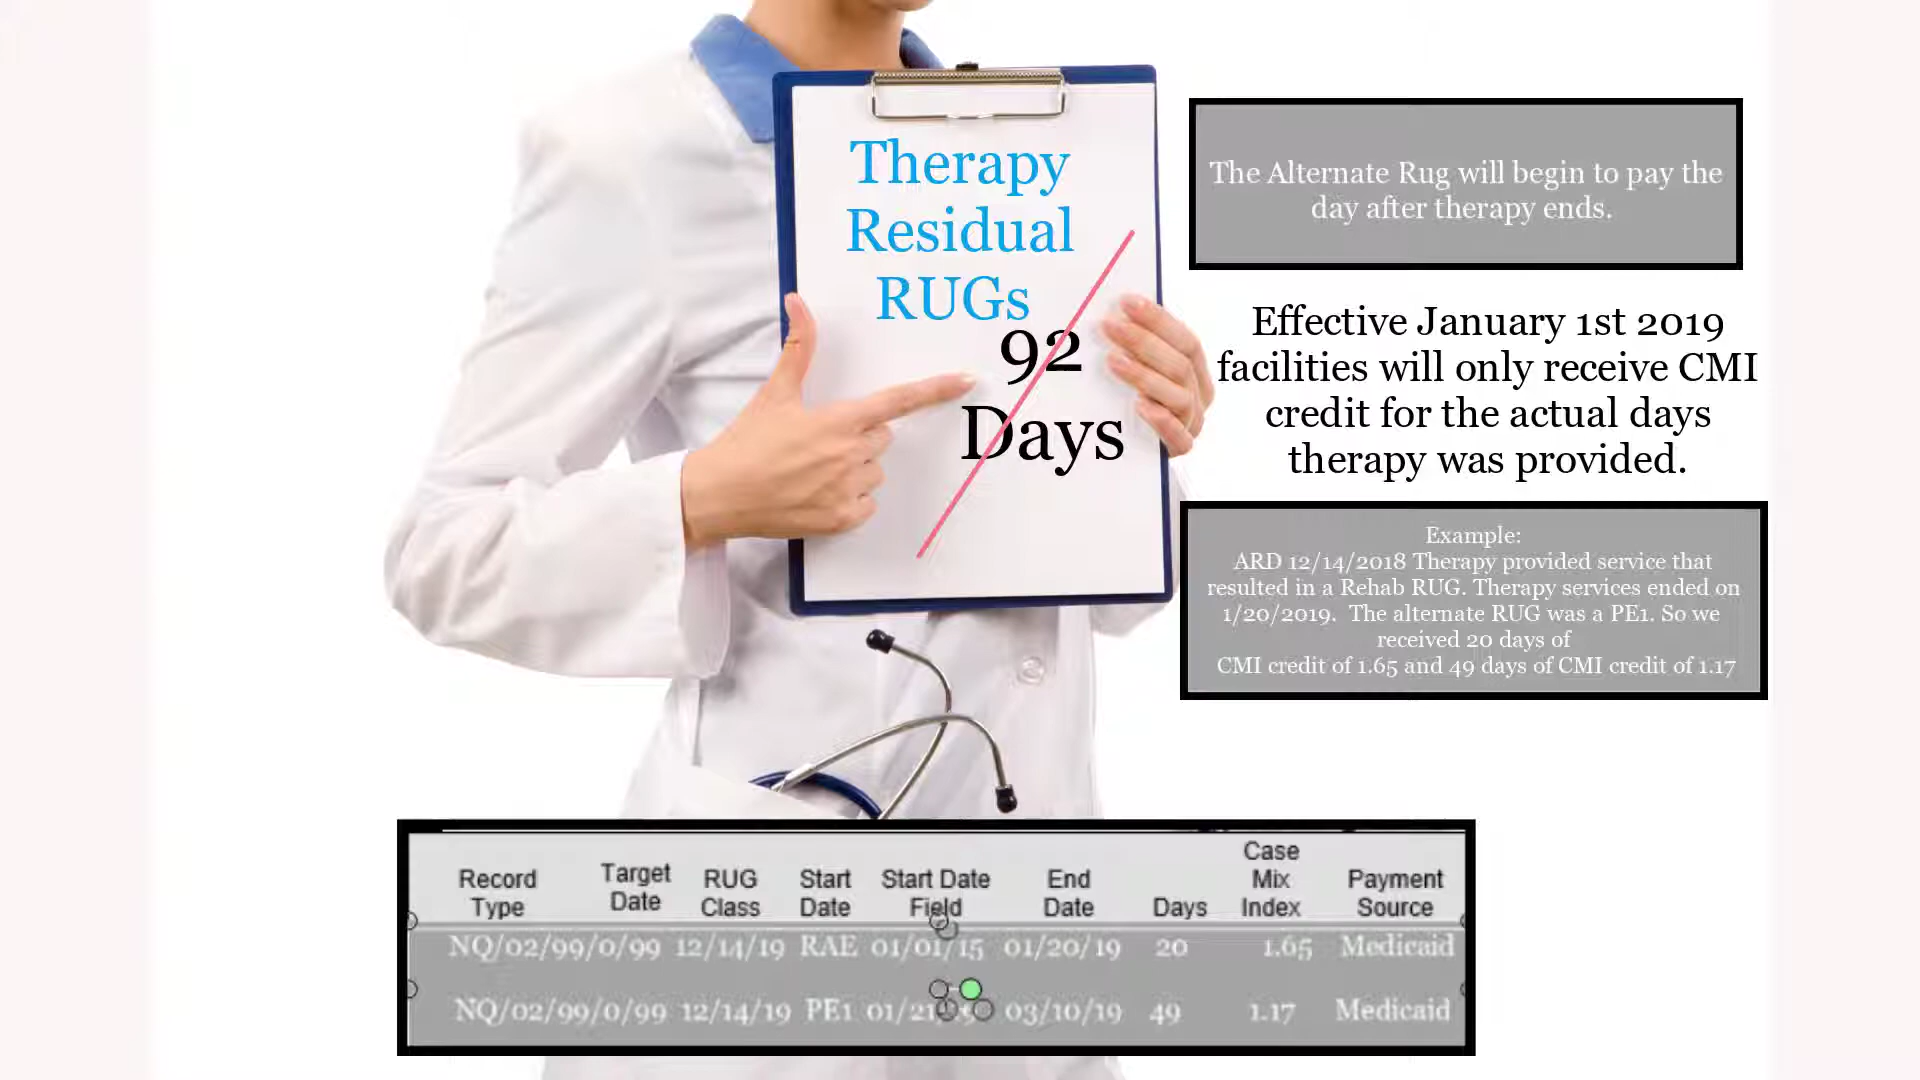 Therapy
Residual
RUGs
92
Days
The Alternate Rug will begin to pay the
day after therapy ends.
Effective January 1st 2019
facilities will only receive CMI
credit for the actual days
therapy was provided.
Example:
ARD 12/14/2018 Therapy provided service that
resulted in a Rehab RUG. Therapy services ended on
1/20/2019. The alternate RUG was a PE1. So we
received 20 days of
CMI credit of 1.65 and 49 days of CMI credit of 1.17
Record Type Target Date RUG Class Start Date Start Date Field End Date Days Case Mix Index Payment Source
NQ/02/99/0/99 12/14/19 RAE 01/01/15 01/20/19 20 1.65 Medicaid
NQ/02/99/0/99 12/14/19 PE1 03/10/19 49 1.17 Medicaid